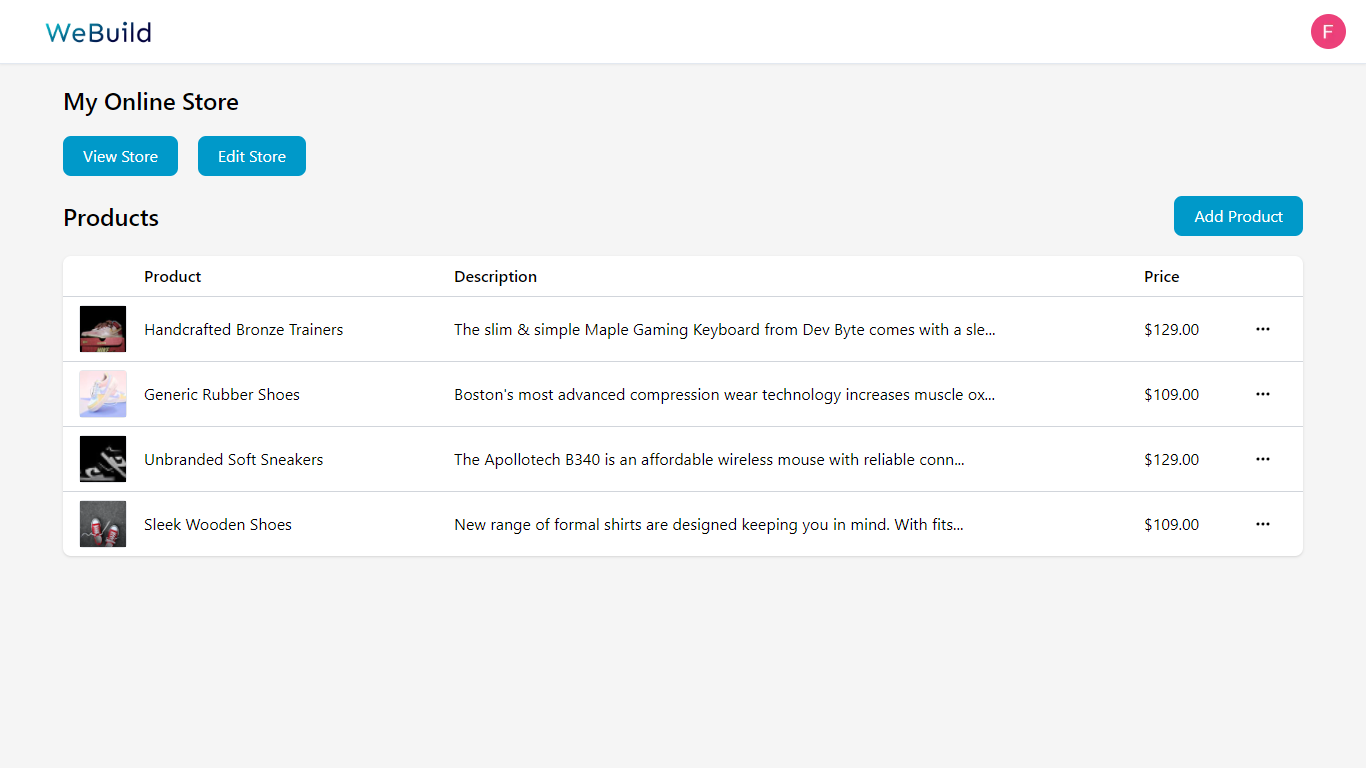 WeBuild
F
My Online Store
View Store
Edit Store
Products
Add Product
Product Description Price
Handcrafted Bronze Trainers The slim & simple Maple Gaming Keyboard from Dev Byte comes with a sle... $129.00 ···
Generic Rubber Shoes Boston's most advanced compression wear technology increases muscle ox... $109.00 ···
Unbranded Soft Sneakers The Apollotech B340 is an affordable wireless mouse with reliable conn... $129.00 ···
Sleek Wooden Shoes New range of formal shirts are designed keeping you in mind. With fits... $109.00 ···